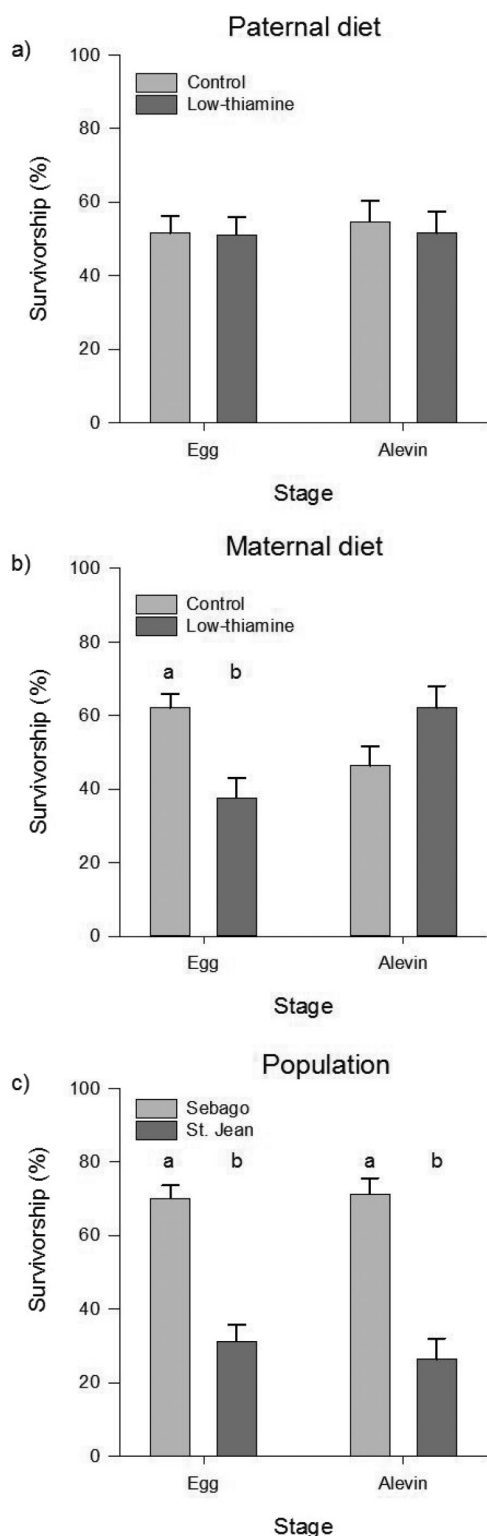 Paternal diet
a)
100
Control
Low-thiamine
80
60
40
20
0
Survivorship (%)
Egg
Alevin
Stage
Maternal diet
b)
100
Control
Low-thiamine
80
a
b
60
40
20
0
Survivorship (%)
Egg
Alevin
Stage
Population
c)
100
Sebago
St. Jean
80
a
b
a
b
60
40
20
0
Survivorship (%)
Egg
Alevin
Stage